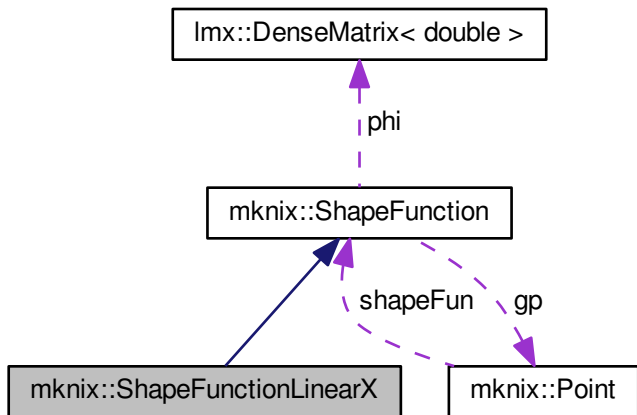 lmx::DenseMatrix< double >
phi
mknix::ShapeFunction
shapeFun
gp
mknix::ShapeFunctionLinearX
mknix::Point